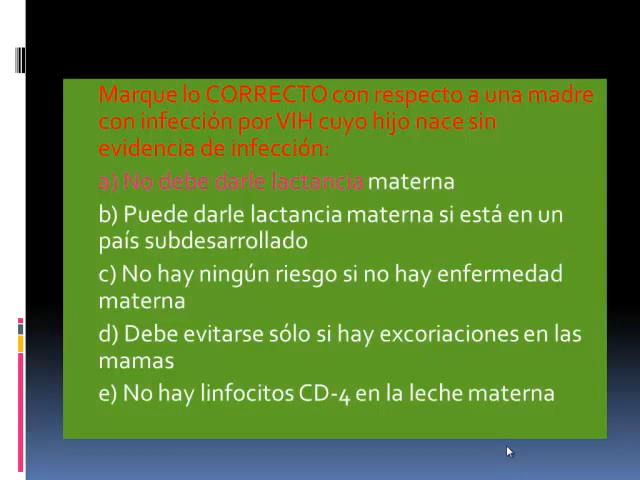 Marque lo CORRECTO con respecto a una madre
con infección por VIH cuyo hijo nace sin
evidencia de infección:
a) No debe darle lactancia materna
b) Puede darle lactancia materna si está en un
país subdesarrollado
c) No hay ningún riesgo si no hay enfermedad
materna
d) Debe evitarse sólo si hay excoriaciones en las
mamas
e) No hay linfocitos CD-4 en la leche materna